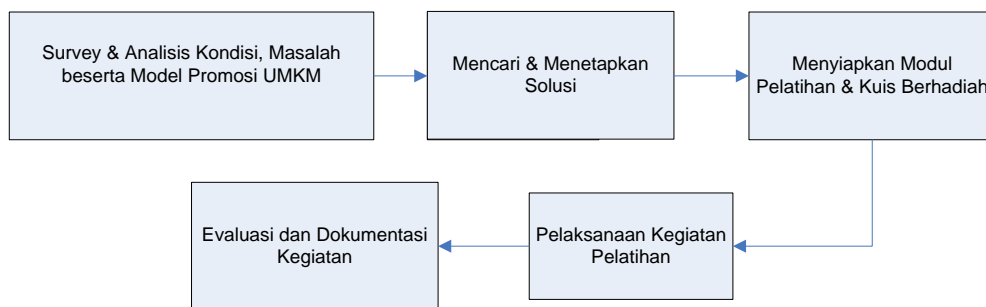 Survey & Analisis Kondisi, Masalah
beserta Model Promosi UMKM
Mencari & Menetapkan
Solusi
Menyiapkan Modul
Pelatihan & Kuis Berhadiah
Pelaksanaan Kegiatan
Pelatihan
Evaluasi dan Dokumentasi
Kegiatan